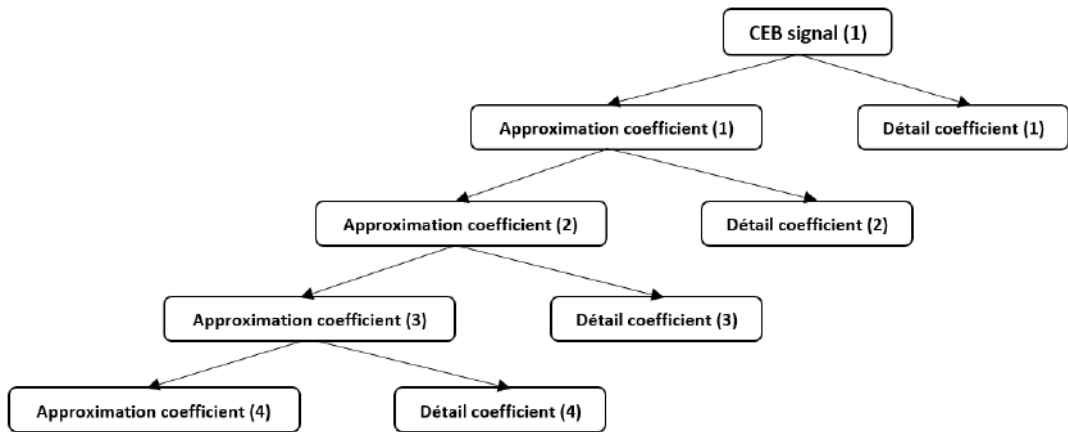 CEB signal (1)
Approximation coefficient (1)
Détail coefficient (1)
Approximation coefficient (2)
Détail coefficient (2)
Approximation coefficient (3)
Détail coefficient (3)
Approximation coefficient (4)
Détail coefficient (4)